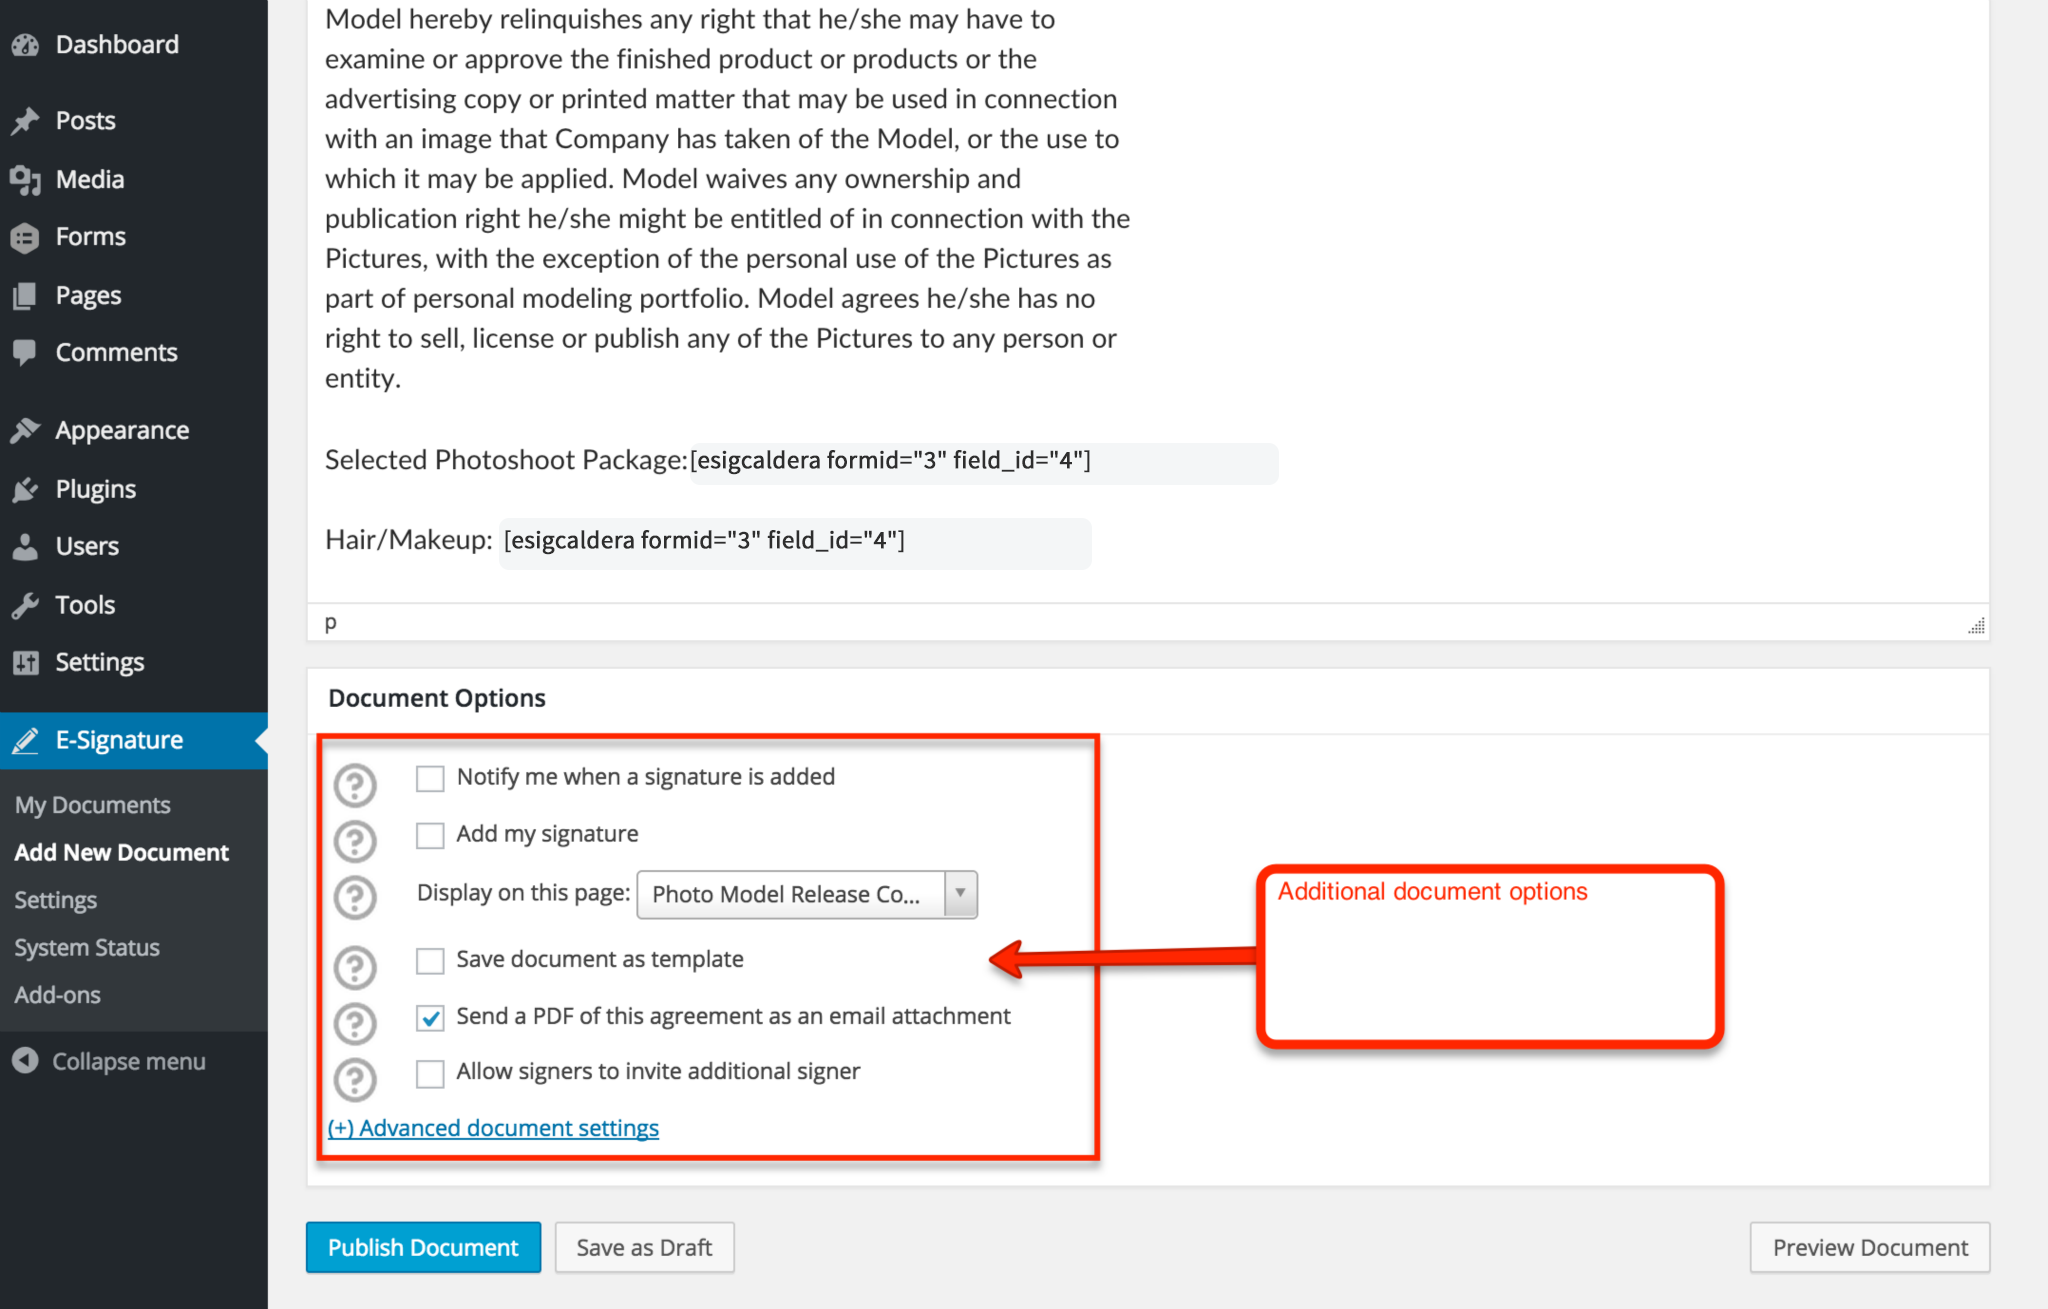 Dashboard
Posts
Media
Forms
Pages
Comments
Appearance
Plugins
Users
Tools
Settings
E-Signature
My Documents
Add New Document
Settings
System Status
Add-ons
Collapse menu
Model hereby relinquishes any right that he/she may have to
examine or approve the finished product or products or the
advertising copy or printed matter that may be used in connection
with an image that Company has taken of the Model, or the use to
which it may be applied. Model waives any ownership and
publication right he/she might be entitled of in connection with the
Pictures, with the exception of the personal use of the Pictures as
part of personal modeling portfolio. Model agrees he/she has no
right to sell, license or publish any of the Pictures to any person or
entity.
Selected Photoshoot Package:[esigcaldera formid="3" field_id="4"]
Hair/Makeup: [esigcaldera formid="3" field_id="4"]
p
Document Options
? Notify me when a signature is added
? Add my signature
? Display on this page: Photo Model Release Co...
? Save document as template
? Send a PDF of this agreement as an email attachment
? Allow signers to invite additional signer
(+) Advanced document settings
Additional document options
Publish Document
Save as Draft
Preview Document